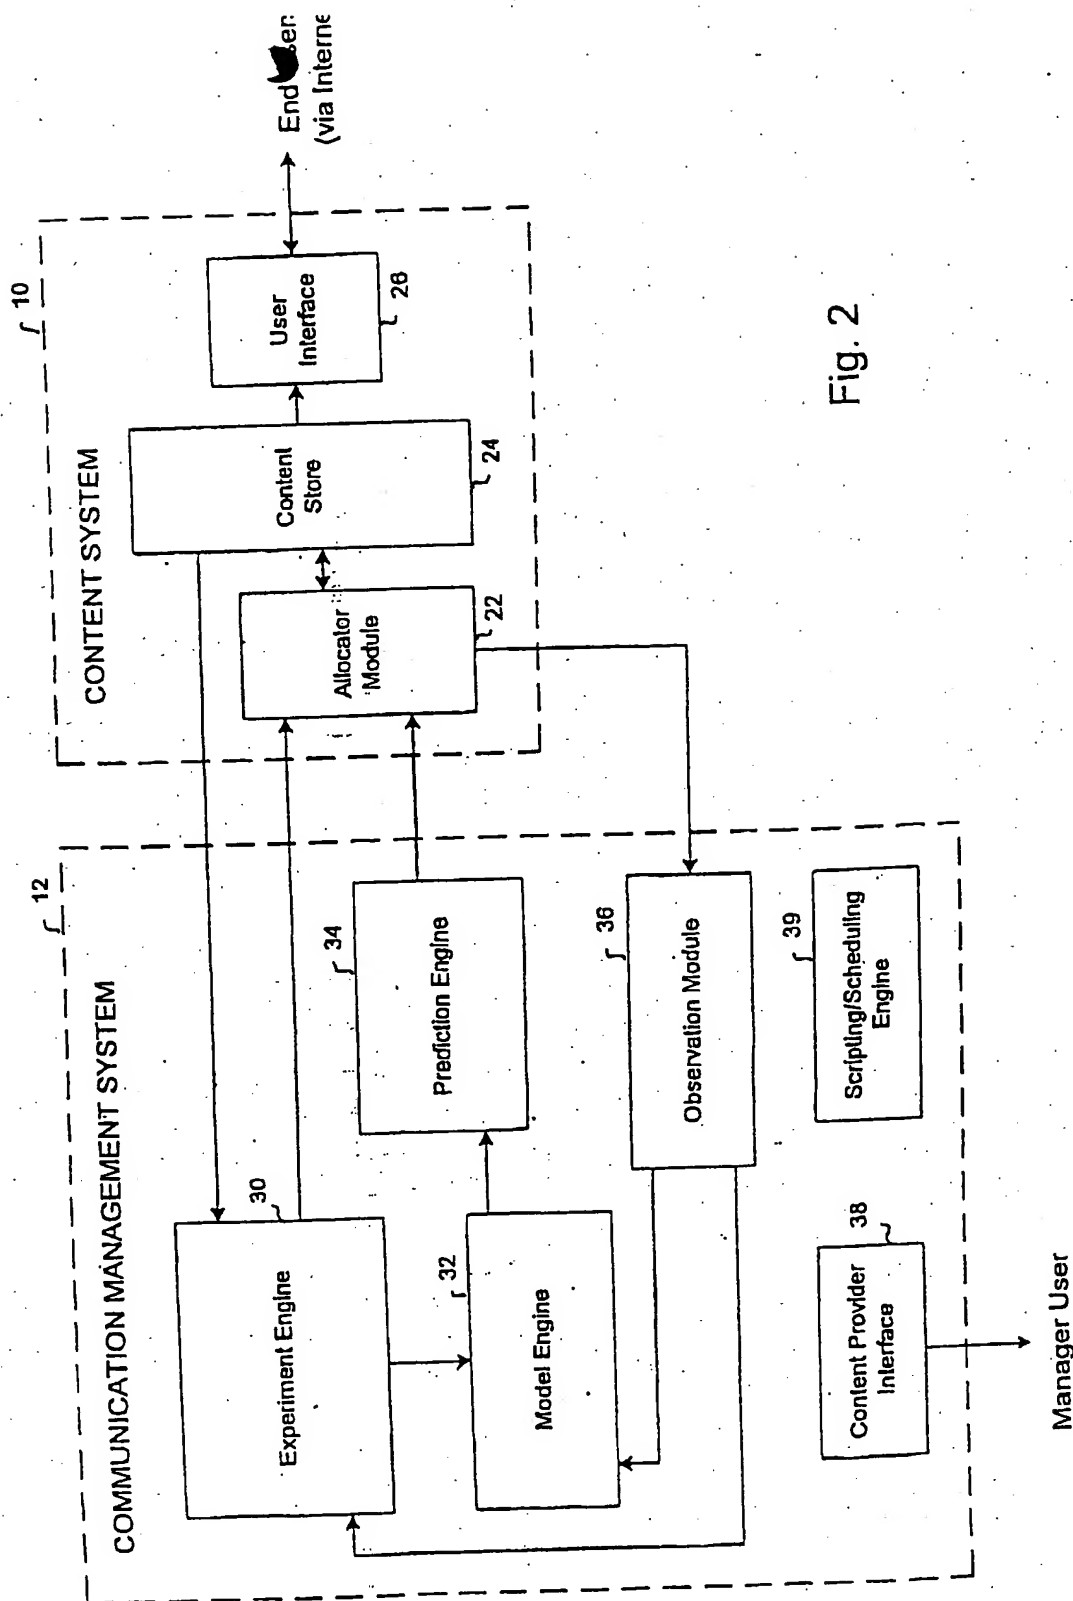 COMMUNICATION MANAGEMENT SYSTEM
12
CONTENT SYSTEM
10
Experiment Engine
30
Model Engine
32
Prediction Engine
34
Observation Module
36
Content Provider
Interface
38
Scripting/Scheduling
Engine
39
Allocator
Module
22
Content
Store
24
User
Interface
26
End
(via Interne
Manager User
Fig. 2